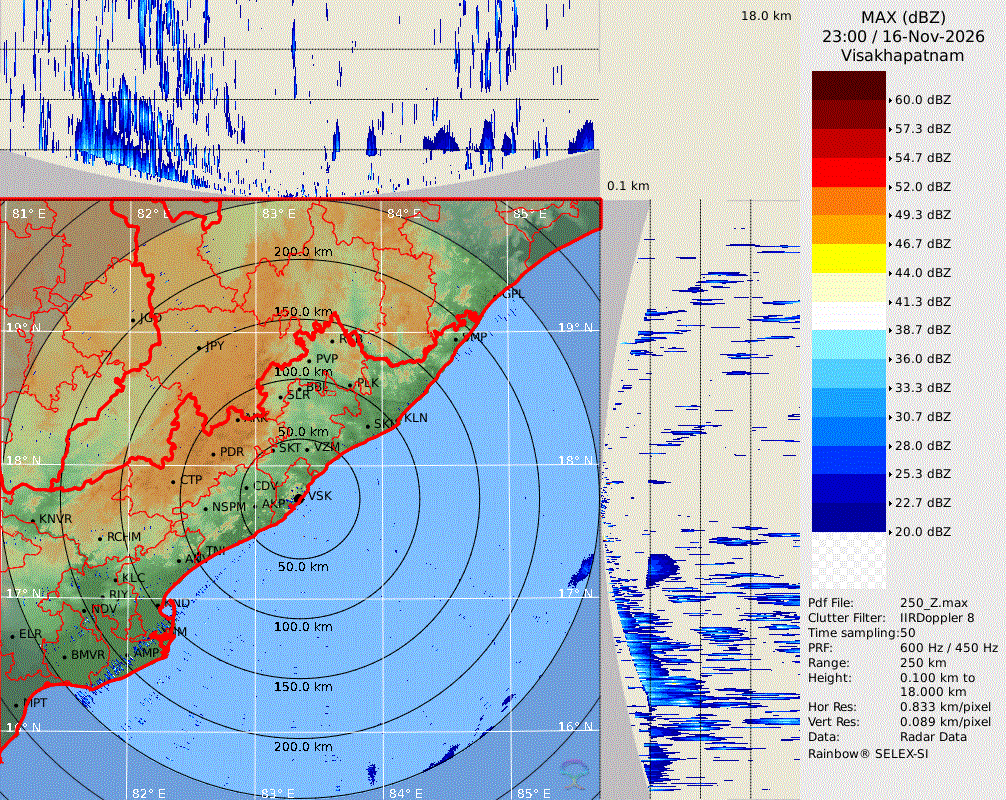 18.0 km
MAX (dBZ)
23:00 / 16-Nov-2026
Visakhapatnam
60.0 dBZ
57.3 dBZ
54.7 dBZ
52.0 dBZ
49.3 dBZ
46.7 dBZ
44.0 dBZ
41.3 dBZ
38.7 dBZ
36.0 dBZ
33.3 dBZ
30.7 dBZ
28.0 dBZ
25.3 dBZ
22.7 dBZ
20.0 dBZ
0.1 km
81° E
82° E
83° E
84° E
85° E
200.0 km
GPL
150.0 km
JGD
19° N
19° N
JPY
PVP
100.0 km
BBL
PLK
SLR
KLN
50.0 km
SKT
VZM
PDR
18° N
18° N
CTP
CDV
VSK
NSPM
AKP
KNVR
RCHM
TNI
50.0 km
KLC
17° N
17° N
RJY
NDV
100.0 km
ELR
BMVR
AMP
150.0 km
MPT
16° N
16° N
200.0 km
82° E
83° E
84° E
85° E
Pdf File: 250_Z.max
Clutter Filter: IIRDoppler 8
Time sampling:50
PRF: 600 Hz / 450 Hz
Range: 250 km
Height: 0.100 km to
18.000 km
Hor Res: 0.833 km/pixel
Vert Res: 0.089 km/pixel
Data: Radar Data
Rainbow® SELEX-SI